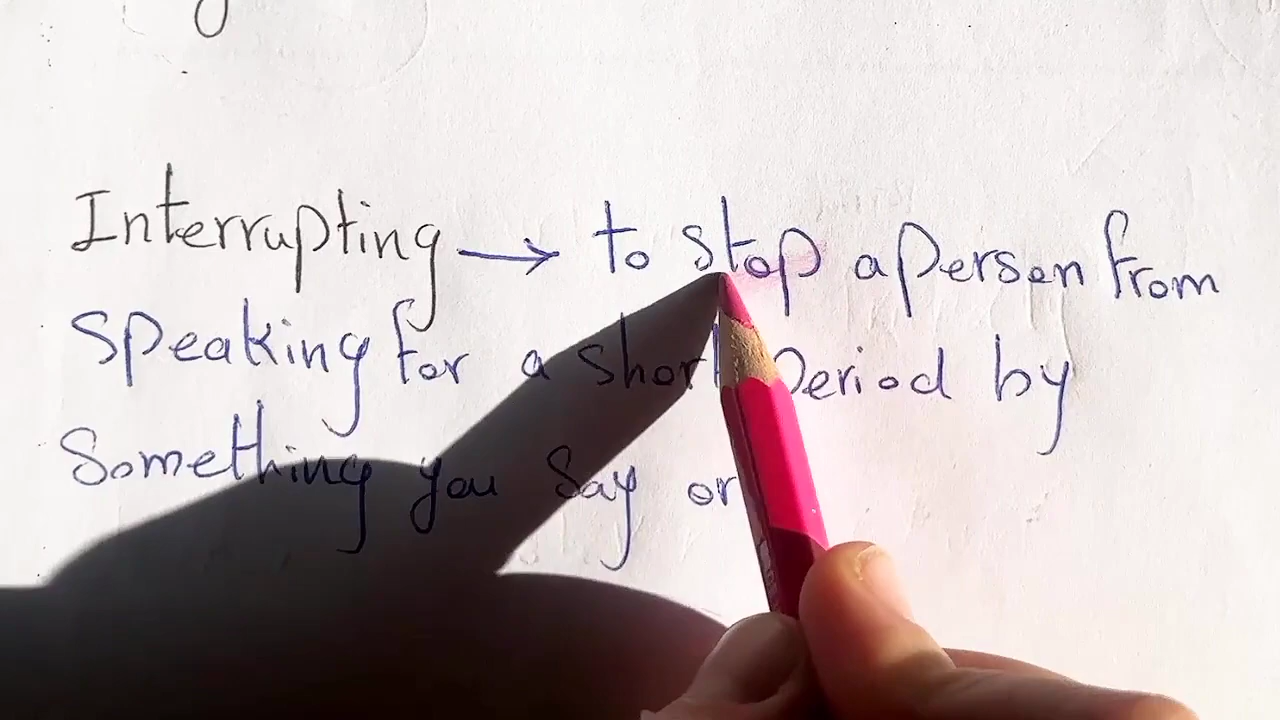 Interrupting → to stop a person from
speaking for a short period by
Something you say or